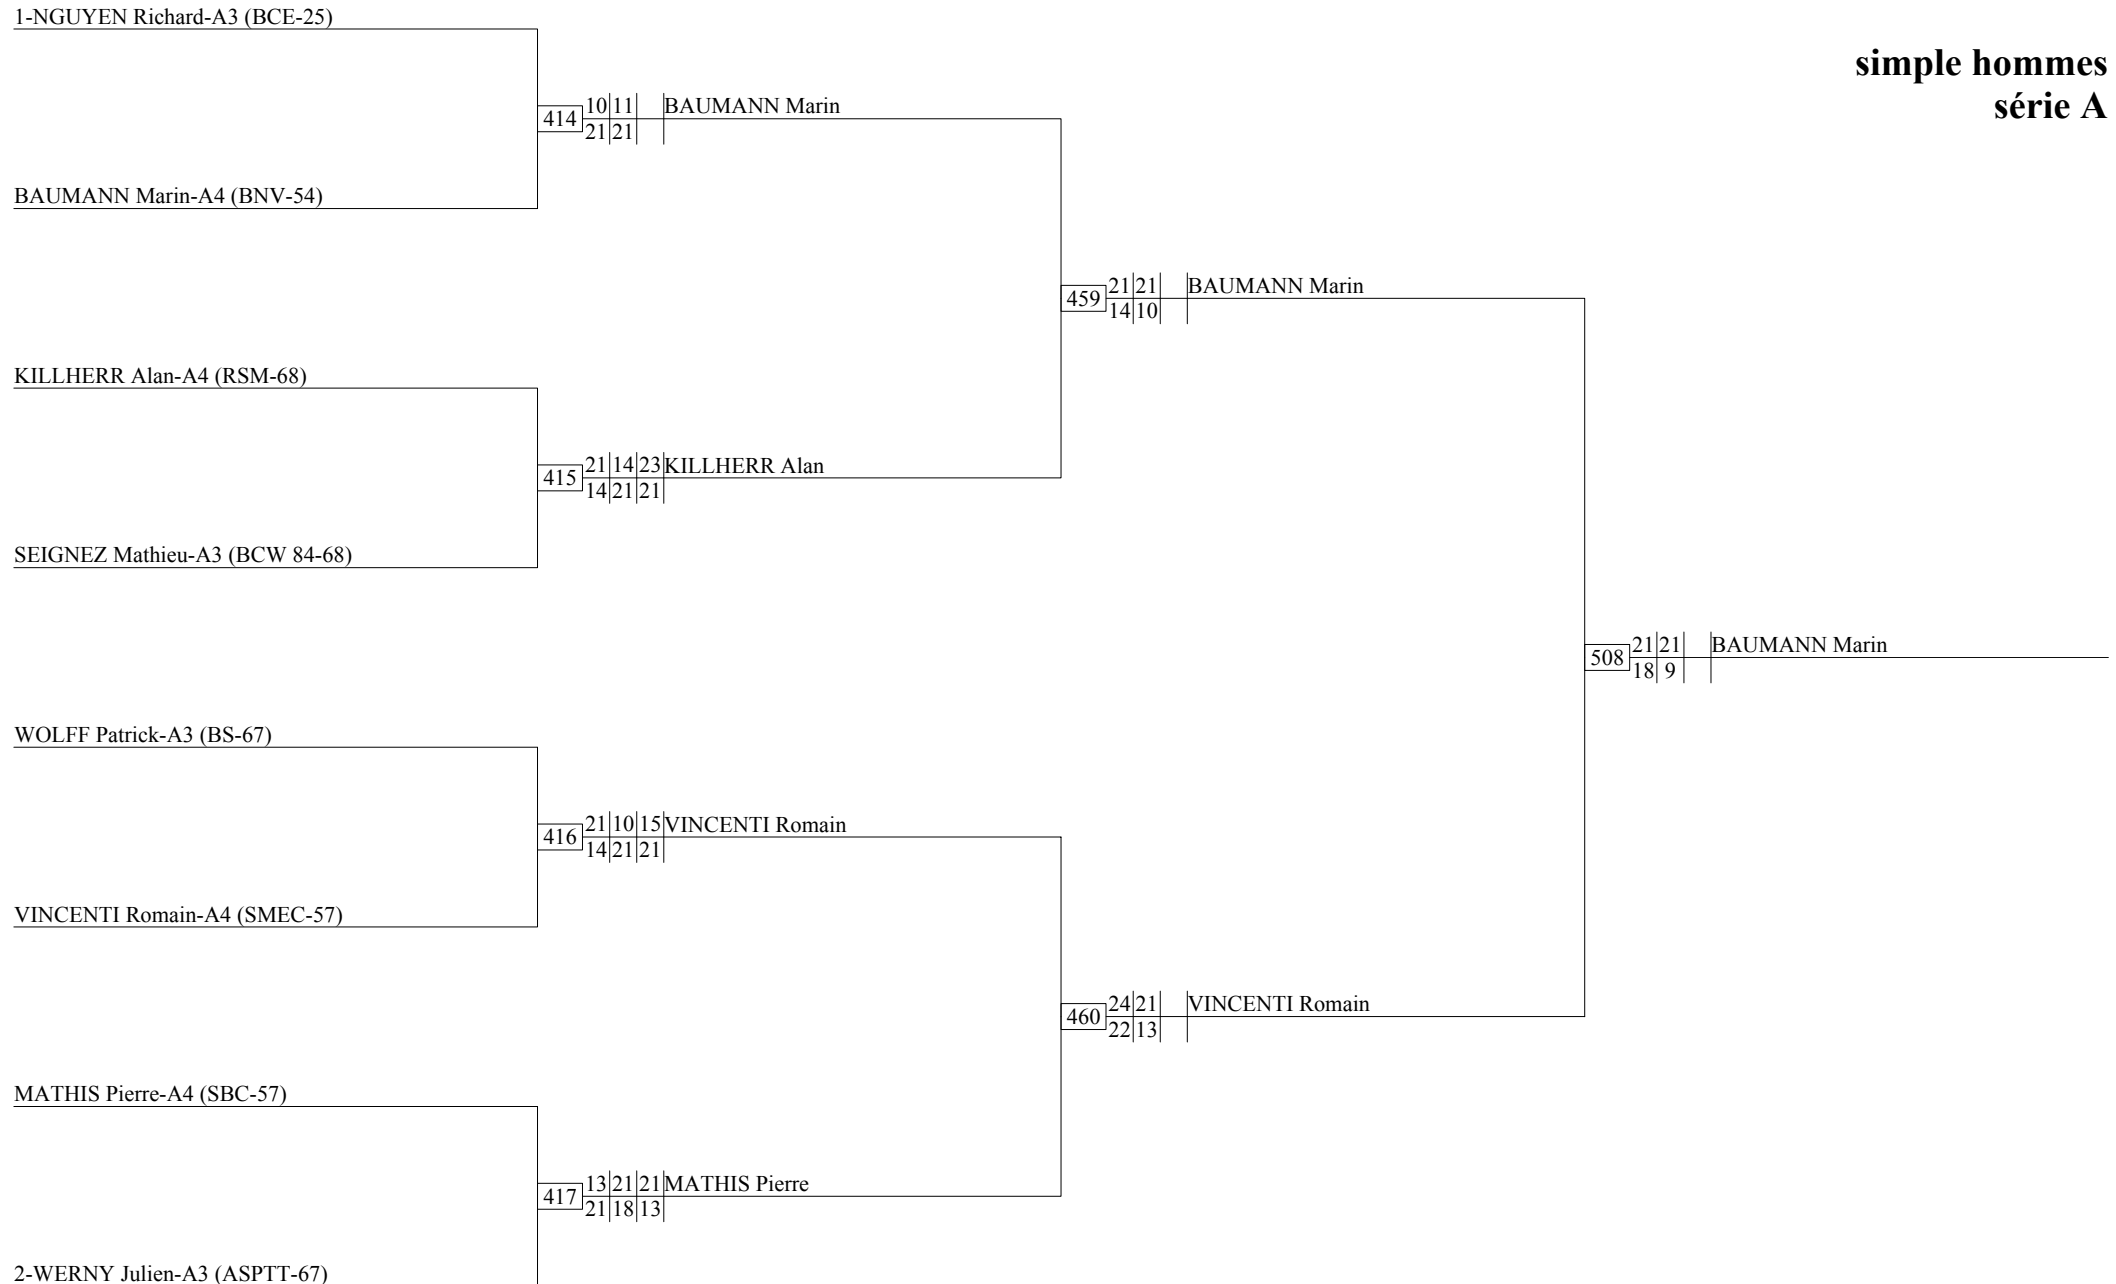 1-NGUYEN Richard-A3 (BCE-25)
simple hommes
série A
10 11 BAUMANN Marin
414
21 21
BAUMANN Marin-A4 (BNV-54)
21 21 BAUMANN Marin
459
14 10
KILLHERR Alan-A4 (RSM-68)
21 14 23 KILLHERR Alan
415
14 21 21
SEIGNEZ Mathieu-A3 (BCW 84-68)
21 21 BAUMANN Marin
508
18 9
WOLFF Patrick-A3 (BS-67)
21 10 15 VINCENTI Romain
416
14 21 21
VINCENTI Romain-A4 (SMEC-57)
24 21 VINCENTI Romain
460
22 13
MATHIS Pierre-A4 (SBC-57)
13 21 21 MATHIS Pierre
417
21 18 13
2-WERNY Julien-A3 (ASPTT-67)